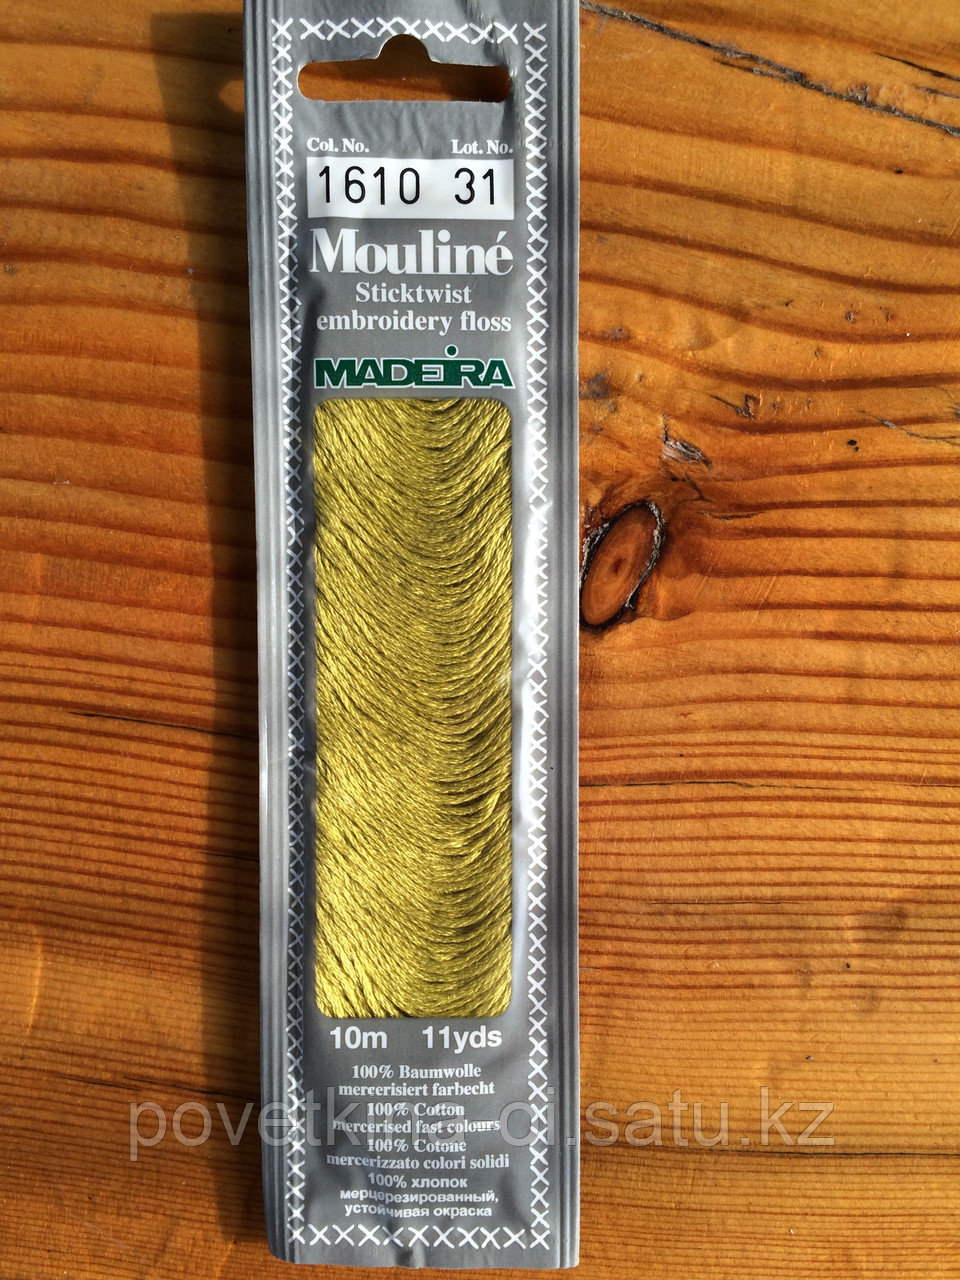 Col. No. Lot. No.
1610 31
Mouliné
Sticktwist
embroidery floss
MADEIRA
10m 11yds
100% Baumwolle
mercerisiert farbecht
100% Cotton
mercerised fast colours
100% Cotone
mercerizzato colori solidi
100% хлопок
мерцерезированный,
устойчивая окраска